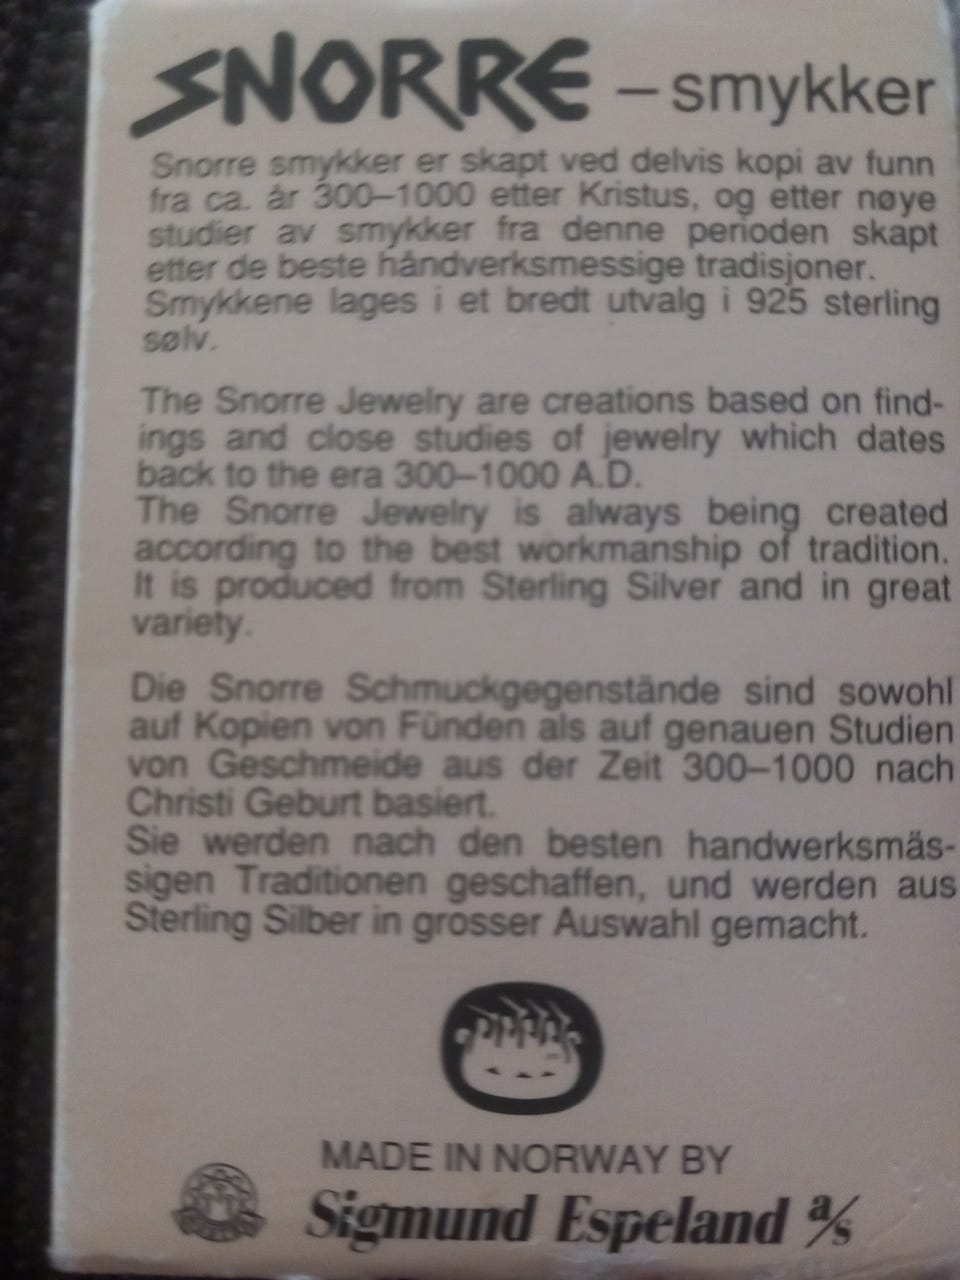 SNORRE – smykker
Snorre smykker er skapt ved delvis kopi av funn
fra ca. år 300–1000 etter Kristus, og etter nøye
studier av smykker fra denne perioden skapt
etter de beste håndverksmessige tradisjoner.
Smykkene lages i et bredt utvalg i 925 sterling
sølv.
The Snorre Jewelry are creations based on find-
ings and close studies of jewelry which dates
back to the era 300–1000 A.D.
The Snorre Jewelry is always being created
according to the best workmanship of tradition.
It is produced from Sterling Silver and in great
variety.
Die Snorre Schmuckgegenstände sind sowohl
auf Kopien von Fünden als auf genauen Studien
von Geschmeide aus der Zeit 300–1000 nach
Christi Geburt basiert.
Sie werden nach den besten handwerksmäs-
sigen Traditionen geschaffen, und werden aus
Sterling Silber in grosser Auswahl gemacht.
MADE IN NORWAY BY
Sigmund Espeland a/s